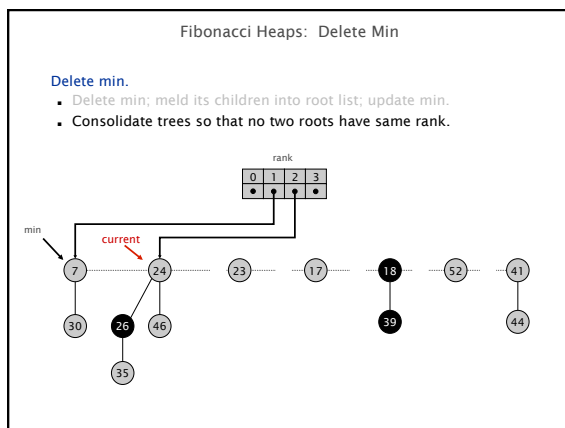 Fibonacci Heaps: Delete Min
Delete min.
▪ Delete min; meld its children into root list; update min.
▪ Consolidate trees so that no two roots have same rank.
rank
0 1 2 3
min
current
7 24 23 17 18 52 41
30 26 46 39 44
35